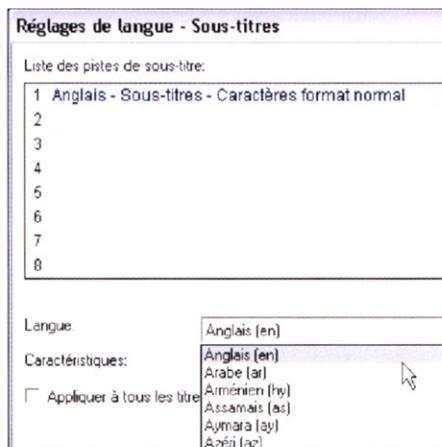 Réglages de langue - Sous-titres
Liste des pistes de sous-titre:
1 Anglais - Sous-titres - Caractères format normal
2
3
4
5
6
7
8
Langue
Anglais (en)
Caractéristiques:
Anglais (en)
Arabe (ar)
Appliquer à tous les titre
Arménien (hy)
Assamais (as)
Aymara (ay)
Azéri (az)